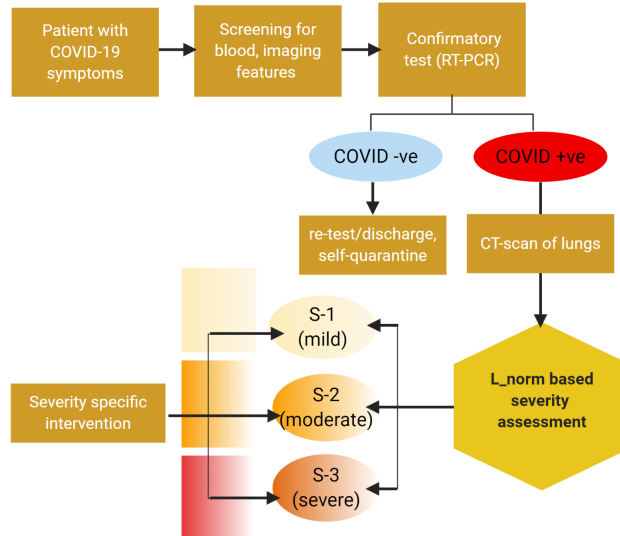 Patient with
COVID-19
symptoms
Screening for
blood, imaging
features
Confirmatory
test (RT-PCR)
COVID -ve
COVID +ve
re-test/discharge,
self-quarantine
CT-scan of lungs
S-1
(mild)
L_norm based
severity
assessment
Severity specific
intervention
S-2
(moderate)
S-3
(severe)